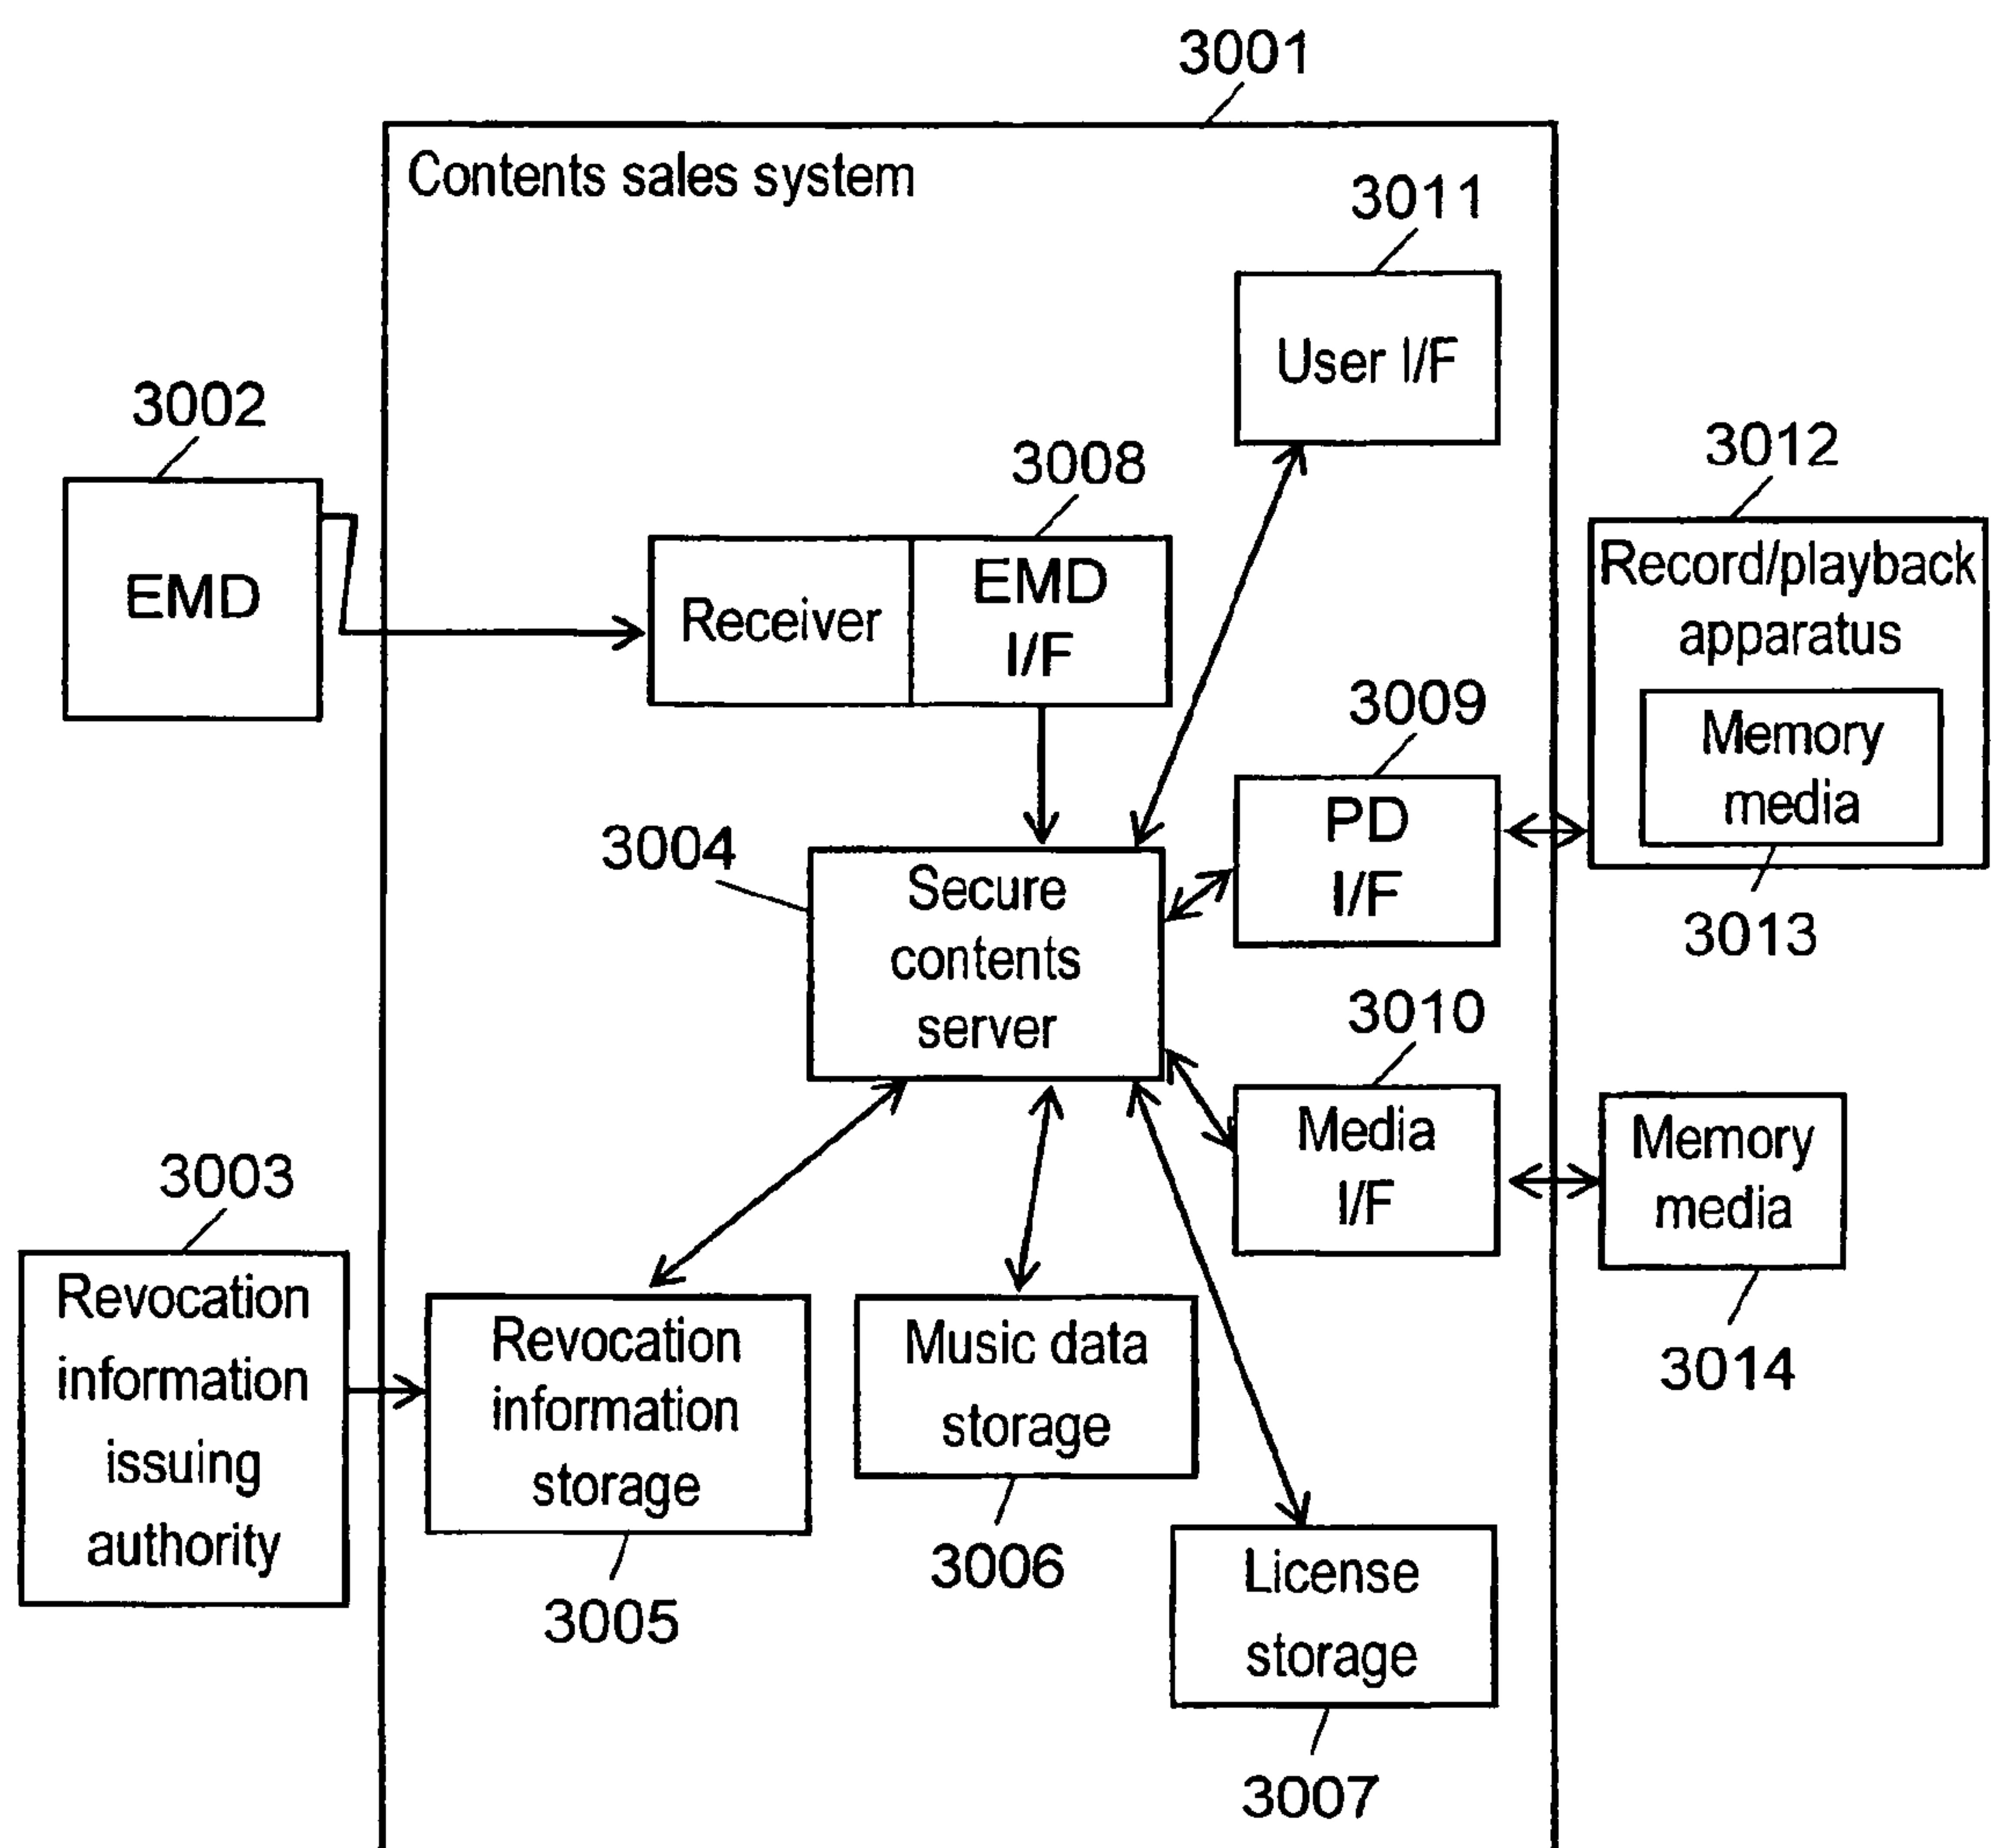 3001
Contents sales system
3011
User I/F
3002
EMD
3008
Receiver
EMD
I/F
3012
Record/playback
apparatus
Memory
media
3013
3009
PD
I/F
3004
Secure
contents
server
3010
Media
I/F
Memory
media
3014
3003
Revocation
information
issuing
authority
Revocation
information
storage
3005
Music data
storage
3006
License
storage
3007